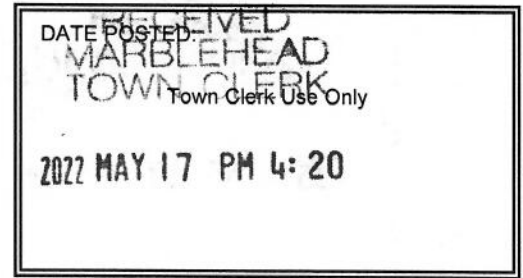 RECEIVED
DATE POSTED:
MARBLEHEAD
TOWN CLERK
Town Clerk Use Only
2022 MAY 17 PM 4:20